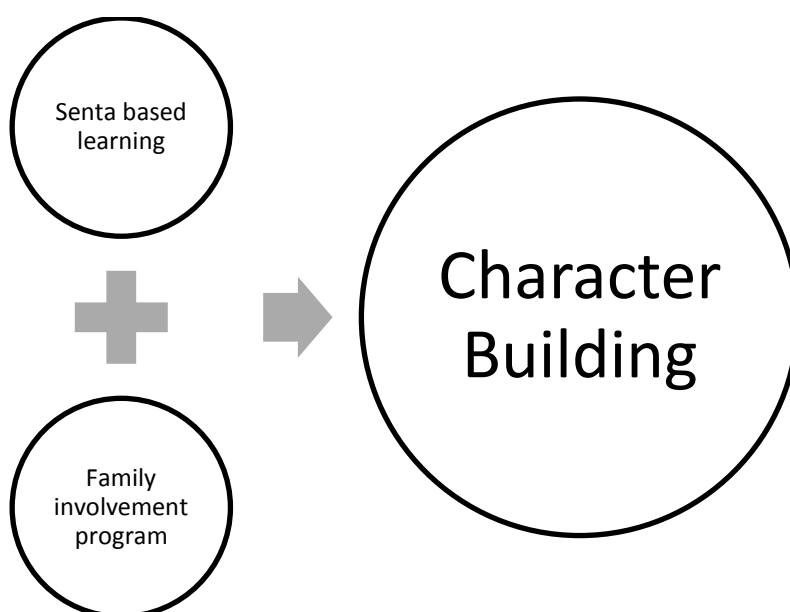 Senta based
learning
Family
involvement
program
Character
Building